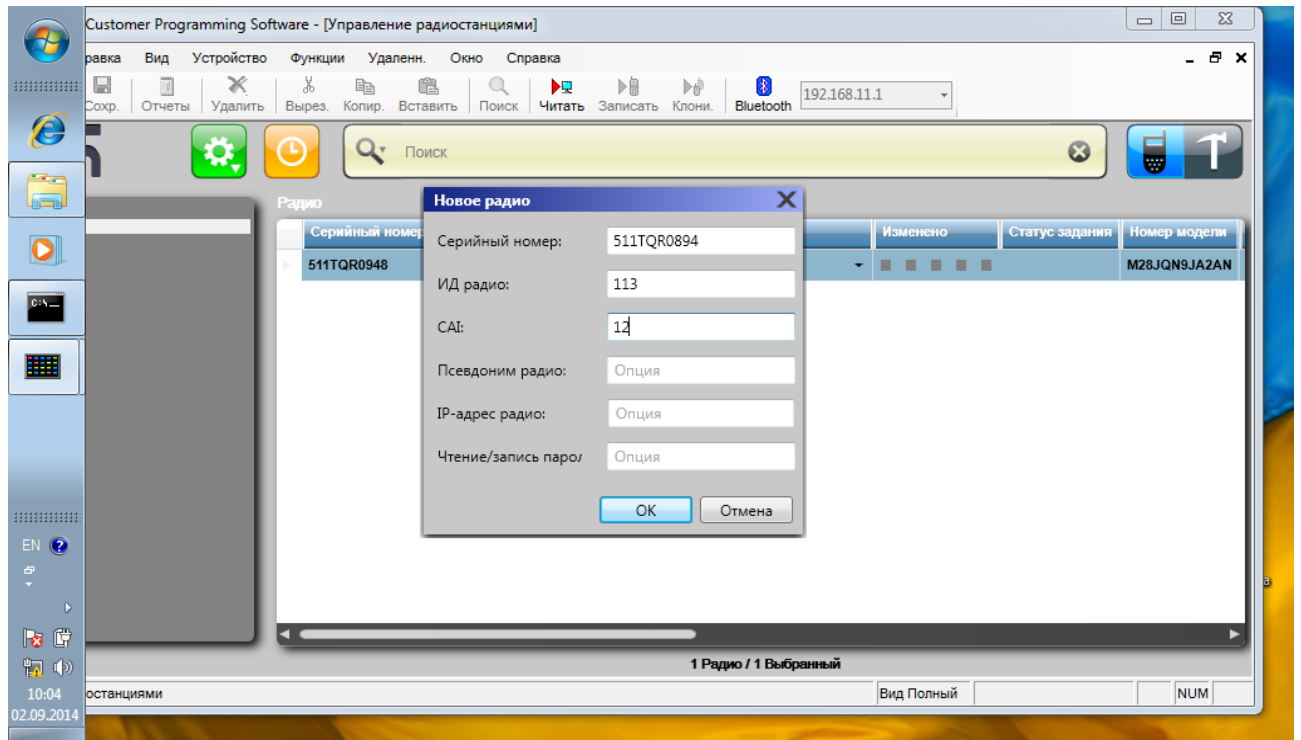 Customer Programming Software - [Управление радиостанциями]
равка Вид Устройство Функции Удаленн. Окно Справка
Сохр. Отчеты Удалить Вырез. Копир. Вставить Поиск Читать Записать Клони. Bluetooth 192.168.11.1
Поиск
Радио
Новое радио
Серийный номер Изменено Статус задания Номер модели
511TQR0948 M28JQN9JA2AN
Серийный номер: 511TQR0894
ИД радио: 113
CAI: 12
Псевдоним радио: Опция
IP-адрес радио: Опция
Чтение/запись парол Опция
OK Отмена
C:\_
EN
1 Радио / 1 Выбранный
10:04
02.09.2014
останциями Вид Полный NUM
а